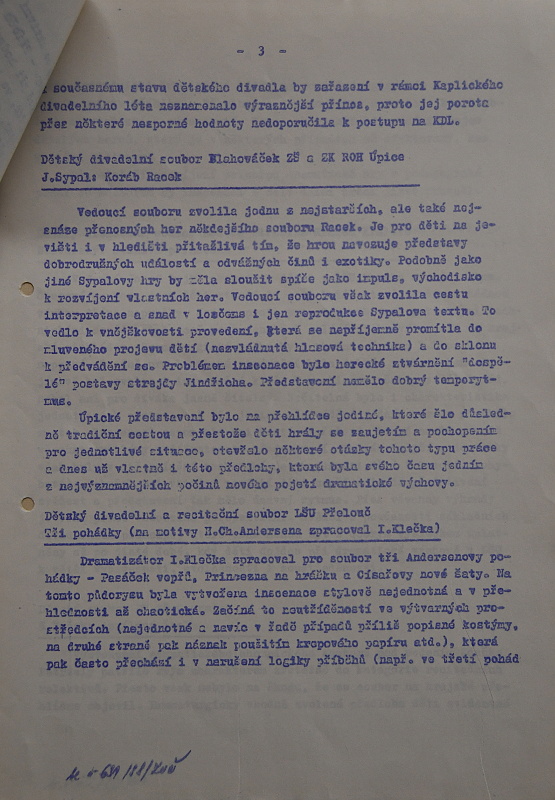 - 3 -
současnému stavu dětského divadla by zařazení v rámci Kaplického
divadelního léta neznamenalo výraznější přínos, proto jej porota
přes některé nesporné hodnoty nedoporučila k postupu na KDL.
Dětský divadelní soubor Blahováček ZŠ a ZK ROH Úpice
J.Sypal: Koráb Racek
Vedoucí souboru zvolila jednu z nejstarších, ale také nej-
snáze přenosných her někdejšího souboru Racek. Je pro děti na je-
višti i v hledišti přitažlivá tím, že hrou navozuje představy
dobrodružných událostí a odvážných činů i exotiky. Podobně jako
jiné Sypalovy hry by měla sloužit spíše jako impuls, východisko
k rozvíjení vlastních her. Vedoucí souboru však zvolila cestu
interpretace a snad v lecčems i jen reprodukce Sypalova textu. To
vedlo k vnějškovosti provedení, která se nepříjemně promítla do
mluveného projevu dětí (nezvládnutá hlasová technika) a do sklonu
k předvádění se. Problémem inscenace bylo herecké ztvárnění "dospě-
lé" postavy strejdy Jindřicha. Představení nemělo dobrý temporyt-
mus.
Úpické představení bylo na přehlídce jediné, které šlo důsled-
ně tradiční cestou a přestože děti hrály se zaujetím a pochopením
pro jednotlivé situace, otevřelo některé otázky tohoto typu práce
a dnes už vlastně i této předlohy, která byla svého času jedním
z nejvýznamnějších počinů nového pojetí dramatické výchovy.
Dětský divadelní a recitační soubor LŠU Přelouč
Tři pohádky (na motivy H.Ch.Andersena zpracoval I.Klečka)
Dramatizátor I.Klečka zpracoval pro soubor tři Andersenovy po-
hádky - Pasáček vepřů, Princezna na hrášku a Císařovy nové šaty. Na
tomto půdorysu byla vytvořena inscenace stylově nejednotná a v pře-
hlednosti až chaotická. Začíná to neutříděností ve výtvarných pro-
středcích (nejednotné a navíc v řadě případů příliš popisné kostýmy,
na druhé straně pak náznak použitím krepového papíru atd.), která
pak často přechází i v narušení logiky příběhů (např. ve třetí pohád